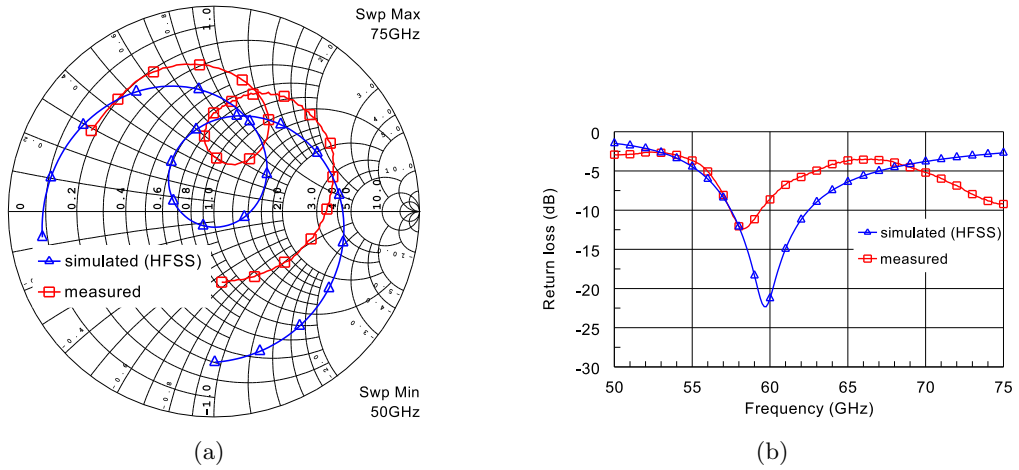 Swp Max
75GHz
1.0
0.2
0.4
0.6
0.8
1.0
2.0
3.0
4.0
5.0
10.0
0
simulated (HFSS)
measured
-1.0
Swp Min
50GHz
(a)
0
-5
-10
-15
-20
-25
-30
Return loss (dB)
simulated (HFSS)
measured
50
55
60
65
70
75
Frequency (GHz)
(b)